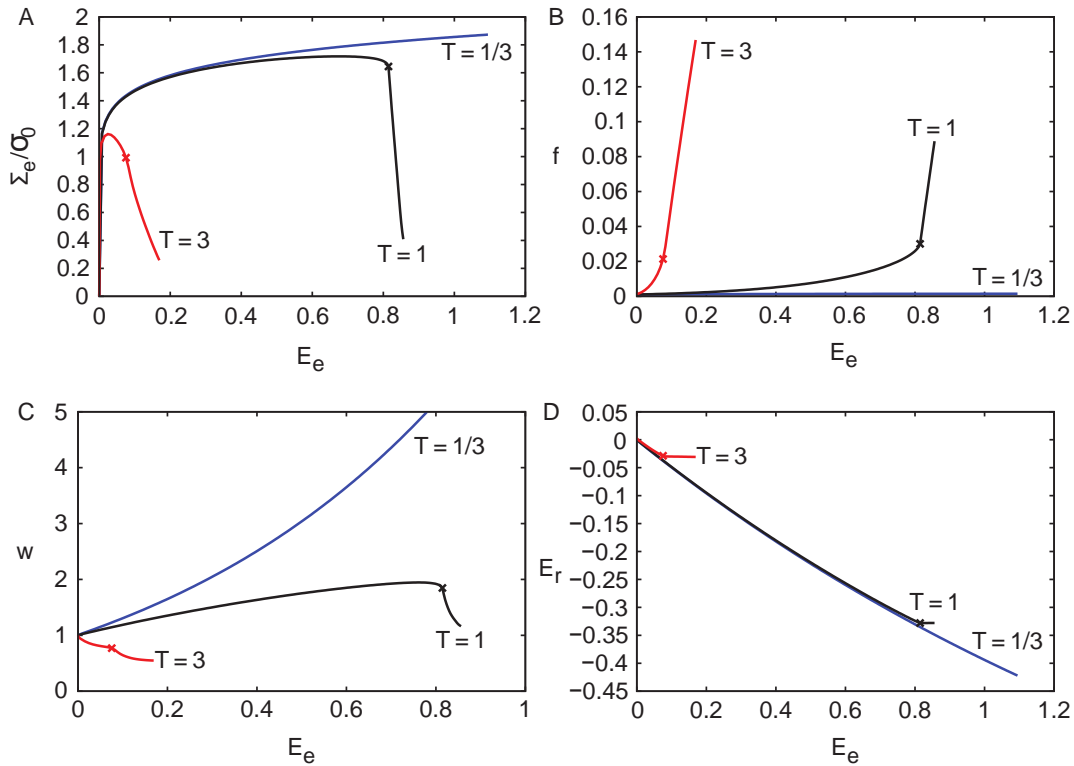 A
2
1.8
1.6
1.4
1.2
1
0.8
0.6
0.4
0.2
0
Σe/σ0
T = 1/3
T = 3
T = 1
0 0.2 0.4 0.6 0.8 1 1.2
Ee
B
0.16
0.14
0.12
0.10
0.08
0.06
0.04
0.02
0
f
T = 3
T = 1
T = 1/3
0 0.2 0.4 0.6 0.8 1 1.2
Ee
C
5
4
3
2
1
0
w
T = 1/3
T = 1
T = 3
0 0.2 0.4 0.6 0.8 1
Ee
D
0.05
0
−0.05
−0.1
−0.15
−0.2
−0.25
−0.3
−0.35
−0.4
−0.45
Er
T = 3
T = 1
T = 1/3
0 0.2 0.4 0.6 0.8 1 1.2
Ee